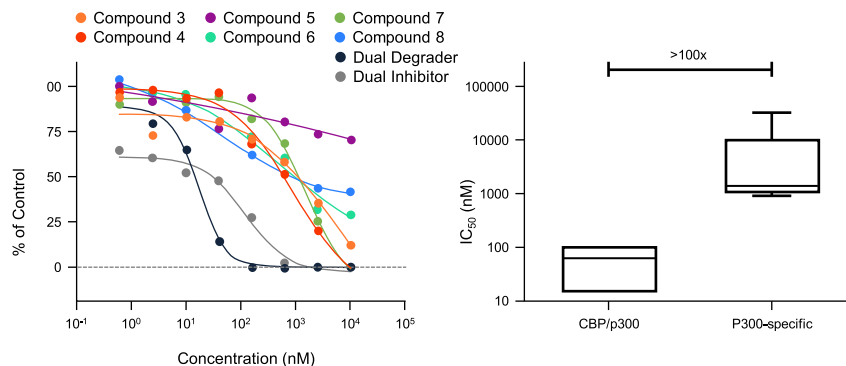 Compound 3 Compound 5 Compound 7
Compound 4 Compound 6 Compound 8
Dual Degrader
Dual Inhibitor
% of Control
00
75
50
25
0
10-1 100 101 102 103 104 105
Concentration (nM)
>100x
IC50 (nM)
100000
10000
1000
100
10
CBP/p300 P300-specific